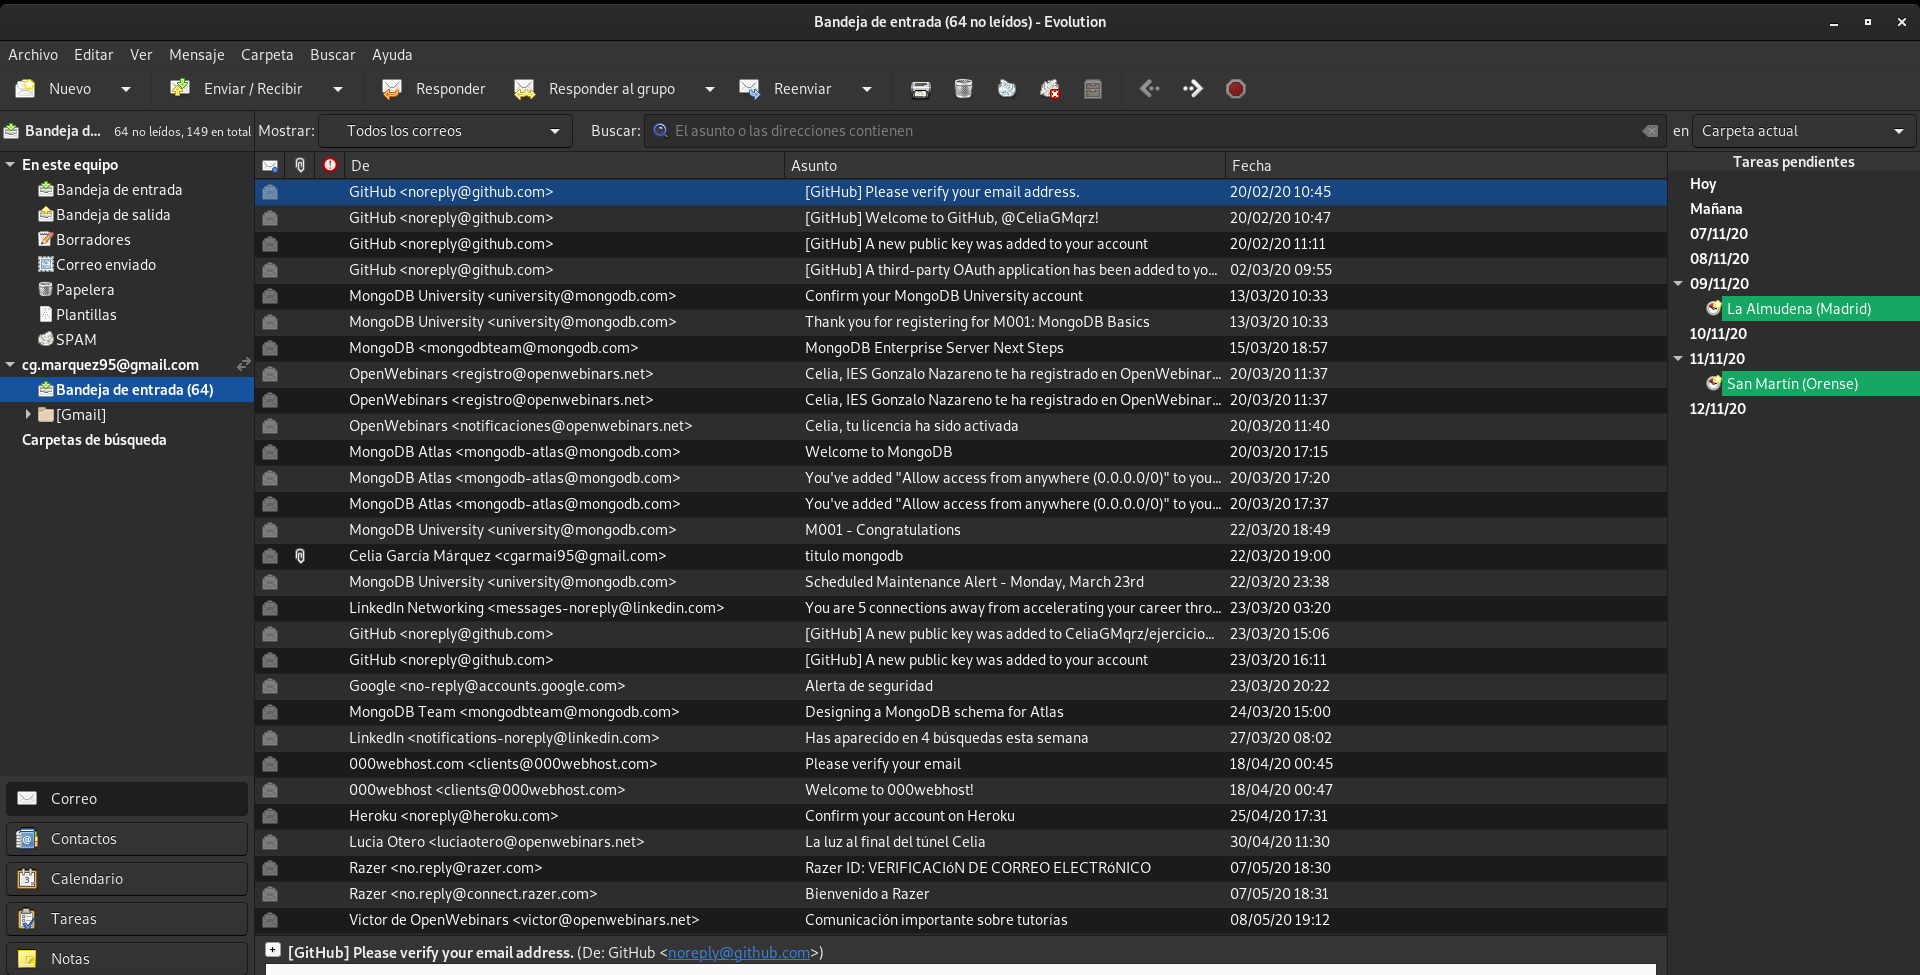 Bandeja de entrada (64 no leídos) - Evolution
Archivo Editar Ver Mensaje Carpeta Buscar Ayuda
Nuevo Enviar / Recibir Responder Responder al grupo Reenviar
Bandeja d... 64 no leídos, 149 en total Mostrar: Todos los correos Buscar: El asunto o las direcciones contienen en Carpeta actual
En este equipo
Bandeja de entrada
Bandeja de salida
Borradores
Correo enviado
Papelera
Plantillas
SPAM
cg.marquez95@gmail.com
Bandeja de entrada (64)
[Gmail]
Carpetas de búsqueda
Correo
Contactos
Calendario
Tareas
Notas
De Asunto Fecha
GitHub <noreply@github.com> [GitHub] Please verify your email address. 20/02/20 10:45
GitHub <noreply@github.com> [GitHub] Welcome to GitHub, @CeliaGMqrz! 20/02/20 10:47
GitHub <noreply@github.com> [GitHub] A new public key was added to your account 20/02/20 11:11
GitHub <noreply@github.com> [GitHub] A third-party OAuth application has been added to yo... 02/03/20 09:55
MongoDB University <university@mongodb.com> Confirm your MongoDB University account 13/03/20 10:33
MongoDB University <university@mongodb.com> Thank you for registering for M001: MongoDB Basics 13/03/20 10:33
MongoDB <mongodbteam@mongodb.com> MongoDB Enterprise Server Next Steps 15/03/20 18:57
OpenWebinars <registro@openwebinars.net> Celia, IES Gonzalo Nazareno te ha registrado en OpenWebinar... 20/03/20 11:37
OpenWebinars <registro@openwebinars.net> Celia, IES Gonzalo Nazareno te ha registrado en OpenWebinar... 20/03/20 11:37
OpenWebinars <notificaciones@openwebinars.net> Celia, tu licencia ha sido activada 20/03/20 11:40
MongoDB Atlas <mongodb-atlas@mongodb.com> Welcome to MongoDB 20/03/20 17:15
MongoDB Atlas <mongodb-atlas@mongodb.com> You've added "Allow access from anywhere (0.0.0.0/0)" to you... 20/03/20 17:20
MongoDB Atlas <mongodb-atlas@mongodb.com> You've added "Allow access from anywhere (0.0.0.0/0)" to you... 20/03/20 17:37
MongoDB University <university@mongodb.com> M001 - Congratulations 22/03/20 18:49
Celia García Márquez <cgarmai95@gmail.com> titulo mongodb 22/03/20 19:00
MongoDB University <university@mongodb.com> Scheduled Maintenance Alert - Monday, March 23rd 22/03/20 23:38
LinkedIn Networking <messages-noreply@linkedin.com> You are 5 connections away from accelerating your career thro... 23/03/20 03:20
GitHub <noreply@github.com> [GitHub] A new public key was added to CeliaGMqrz/ejercicio... 23/03/20 15:06
GitHub <noreply@github.com> [GitHub] A new public key was added to your account 23/03/20 16:11
Google <no-reply@accounts.google.com> Alerta de seguridad 23/03/20 20:22
MongoDB Team <mongodbteam@mongodb.com> Designing a MongoDB schema for Atlas 24/03/20 15:00
LinkedIn <notifications-noreply@linkedin.com> Has aparecido en 4 búsquedas esta semana 27/03/20 08:02
000webhost.com <clients@000webhost.com> Please verify your email 18/04/20 00:45
000webhost <clients@000webhost.com> Welcome to 000webhost! 18/04/20 00:47
Heroku <noreply@heroku.com> Confirm your account on Heroku 25/04/20 17:31
Lucia Otero <luciaotero@openwebinars.net> La luz al final del túnel Celia 30/04/20 11:30
Razer <no.reply@razer.com> Razer ID: VERIFICACIóN DE CORREO ELECTRóNICO 07/05/20 18:30
Razer <no.reply@connect.razer.com> Bienvenido a Razer 07/05/20 18:31
Victor de OpenWebinars <victor@openwebinars.net> Comunicación importante sobre tutorías 08/05/20 19:12
[GitHub] Please verify your email address. (De: GitHub <noreply@github.com>)
Tareas pendientes
Hoy
Mañana
07/11/20
08/11/20
09/11/20
La Almudena (Madrid)
10/11/20
11/11/20
San Martín (Orense)
12/11/20